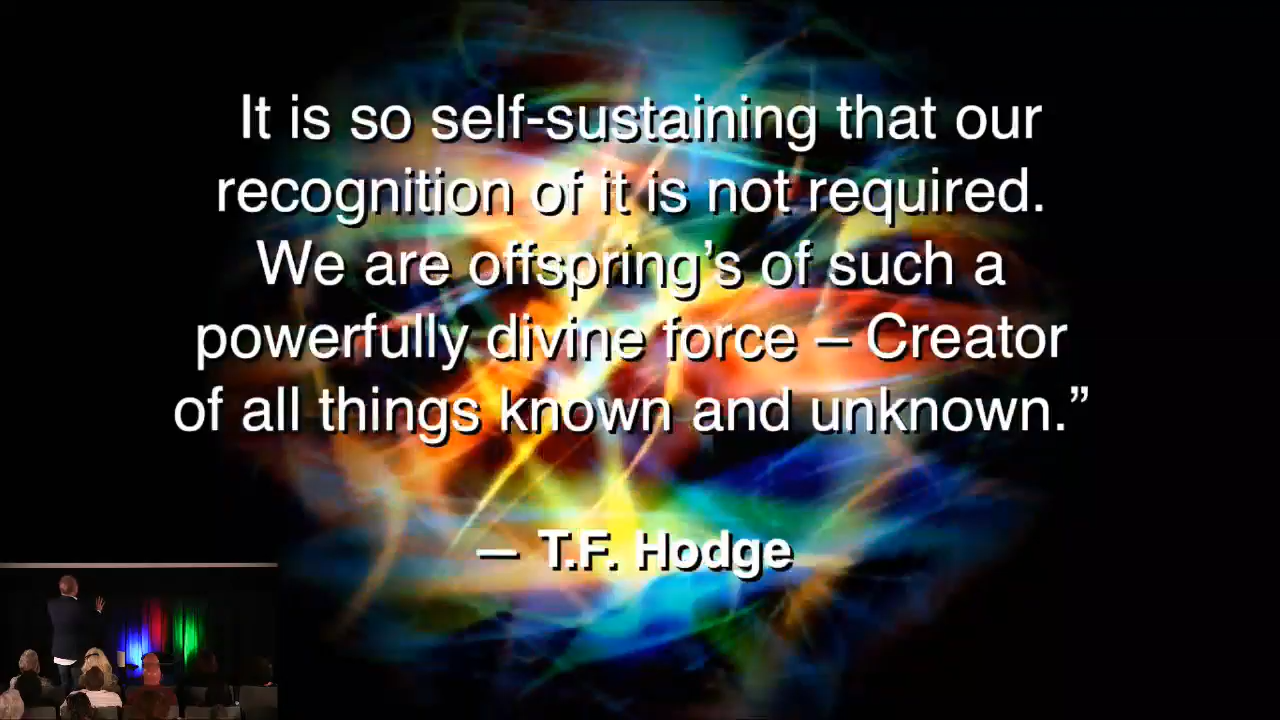 It is so self-sustaining that our
recognition of it is not required.
We are offspring’s of such a
powerfully divine force – Creator
of all things known and unknown.”
— T.F. Hodge